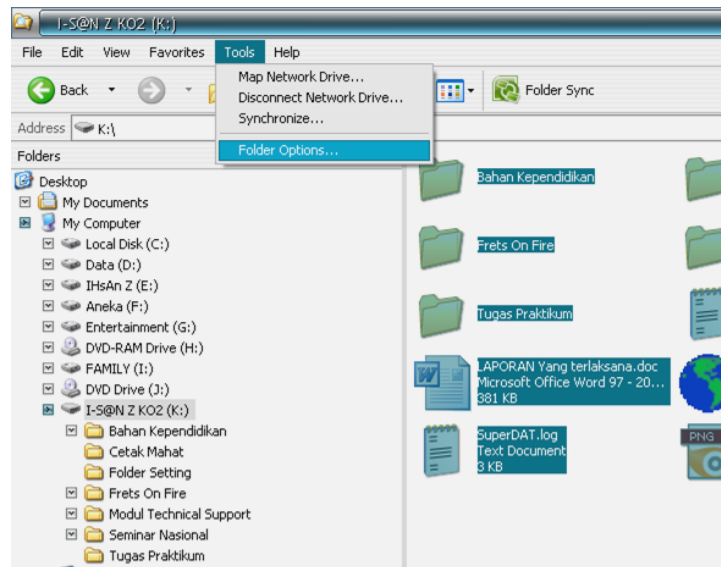 I-S@N Z KO2 (K:)
File Edit View Favorites Tools Help
Map Network Drive...
Disconnect Network Drive...
Synchronize...
Folder Options...
Back
Folder Sync
Address K:\
Folders
Desktop
My Documents
My Computer
Local Disk (C:)
Data (D:)
IHsAn Z (E:)
Aneka (F:)
Entertainment (G:)
DVD-RAM Drive (H:)
FAMILY (I:)
DVD Drive (J:)
I-S@N Z KO2 (K:)
Bahan Kependidikan
Cetak Mahat
Folder Setting
Frets On Fire
Modul Technical Support
Seminar Nasional
Tugas Praktikum
Bahan Kependidikan
Frets On Fire
Tugas Praktikum
LAPORAN Yang terlaksana.doc
Microsoft Office Word 97 - 20...
381 KB
SuperDAT.log
Text Document
3 KB
PNG